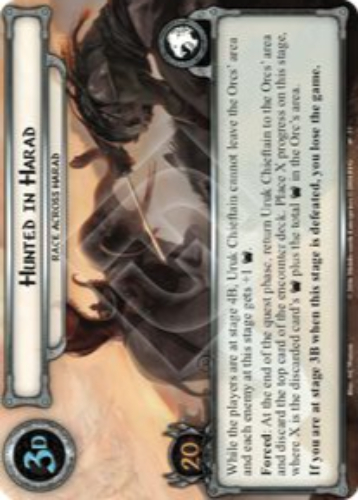 3D
HUNTED IN HARAD
RACE ACROSS HARAD
20
While the players are at stage 4B, Uruk Chieftain cannot leave the Orcs' area
and each enemy at this stage gets +1 .
Forced: At the end of the quest phase, return Uruk Chieftain to the Orcs' area
and discard the top card of the encounter deck. Place X progress on this stage,
where X is the discarded card's plus the total in the Orc's area.
If you are at stage 3B when this stage is defeated, you lose the game.